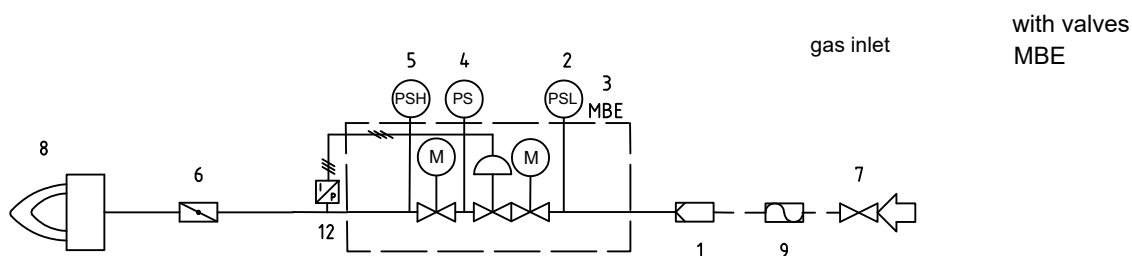 with valves
gas inlet
MBE
5 4 2
3
PSH PS PSL
MBE
8
M M
6 7
I
P
12
1 9